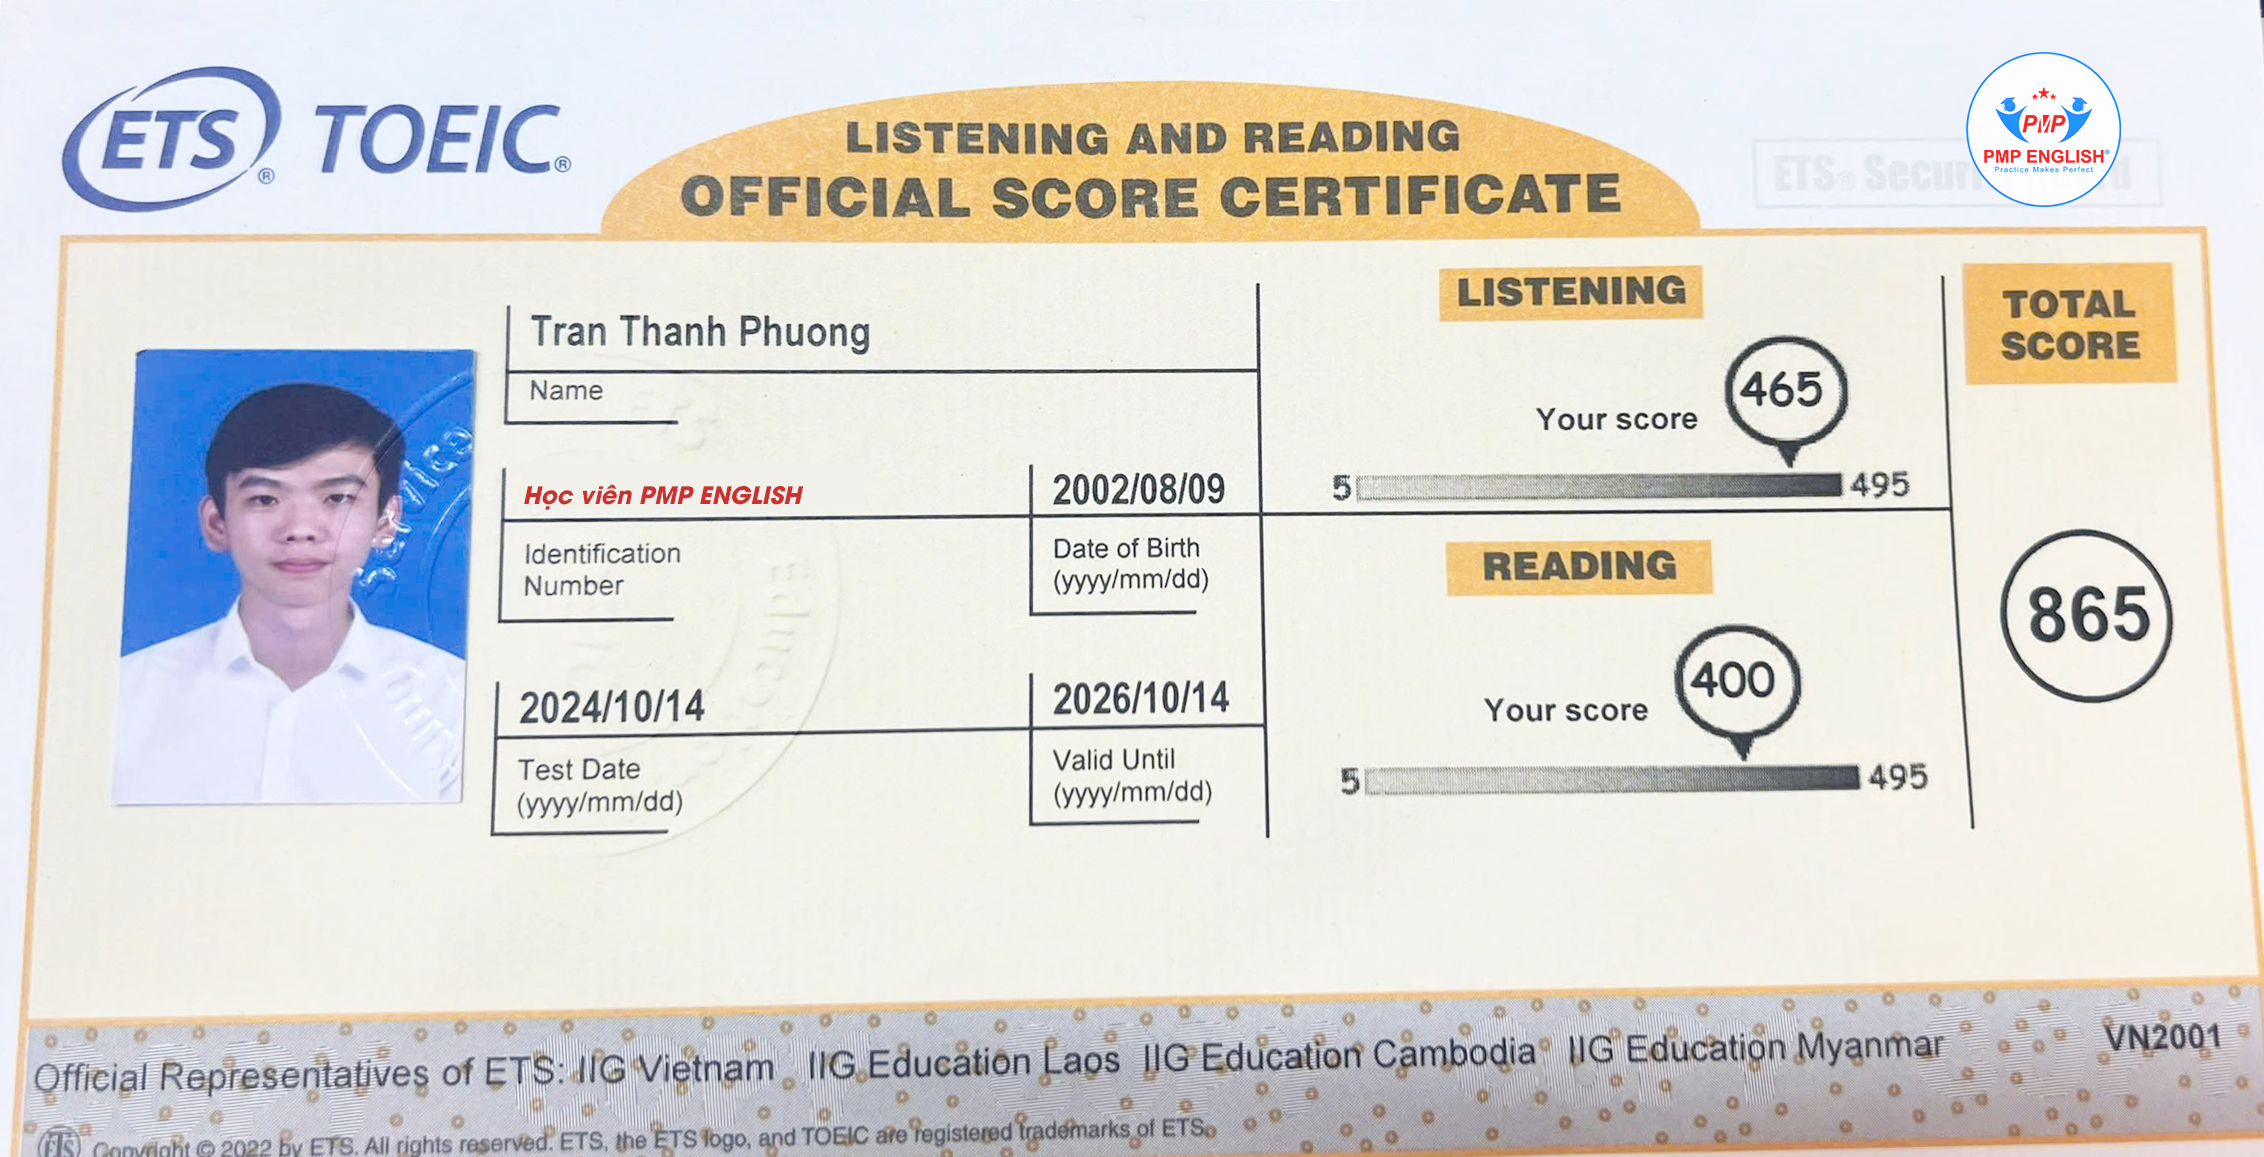 ETS® TOEIC®
LISTENING AND READING
OFFICIAL SCORE CERTIFICATE
ETS® Secur
PMP
PMP ENGLISH®
Practice Makes Perfect
Tran Thanh Phuong
Name
Học viên PMP ENGLISH
Identification
Number
2002/08/09
Date of Birth
(yyyy/mm/dd)
2024/10/14
Test Date
(yyyy/mm/dd)
2026/10/14
Valid Until
(yyyy/mm/dd)
LISTENING
Your score
465
5
495
READING
Your score
400
5
495
TOTAL
SCORE
865
Official Representatives of ETS: IIG Vietnam IIG Education Laos IIG Education Cambodia IIG Education Myanmar
VN2001
ETS Copyright © 2022 by ETS. All rights reserved. ETS, the ETS logo, and TOEIC are registered trademarks of ETS.